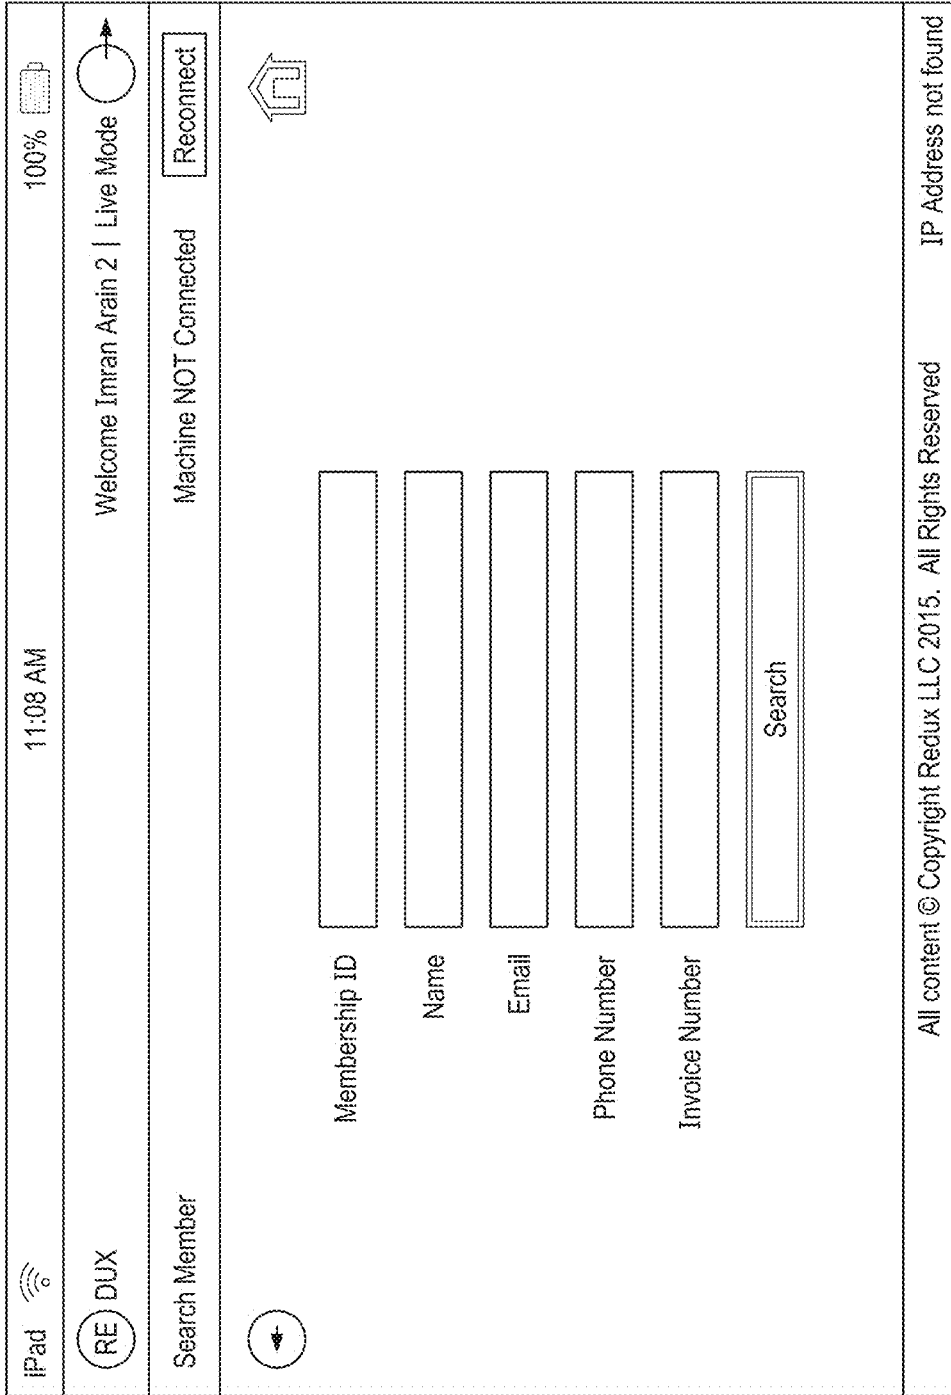 iPad 11:08 AM 100%
RE DUX Welcome Imran Arain 2 | Live Mode
Search Member Machine NOT Connected Reconnect
Membership ID
Name
Email
Phone Number
Invoice Number
Search
All content © Copyright Redux LLC 2015. All Rights Reserved IP Address not found